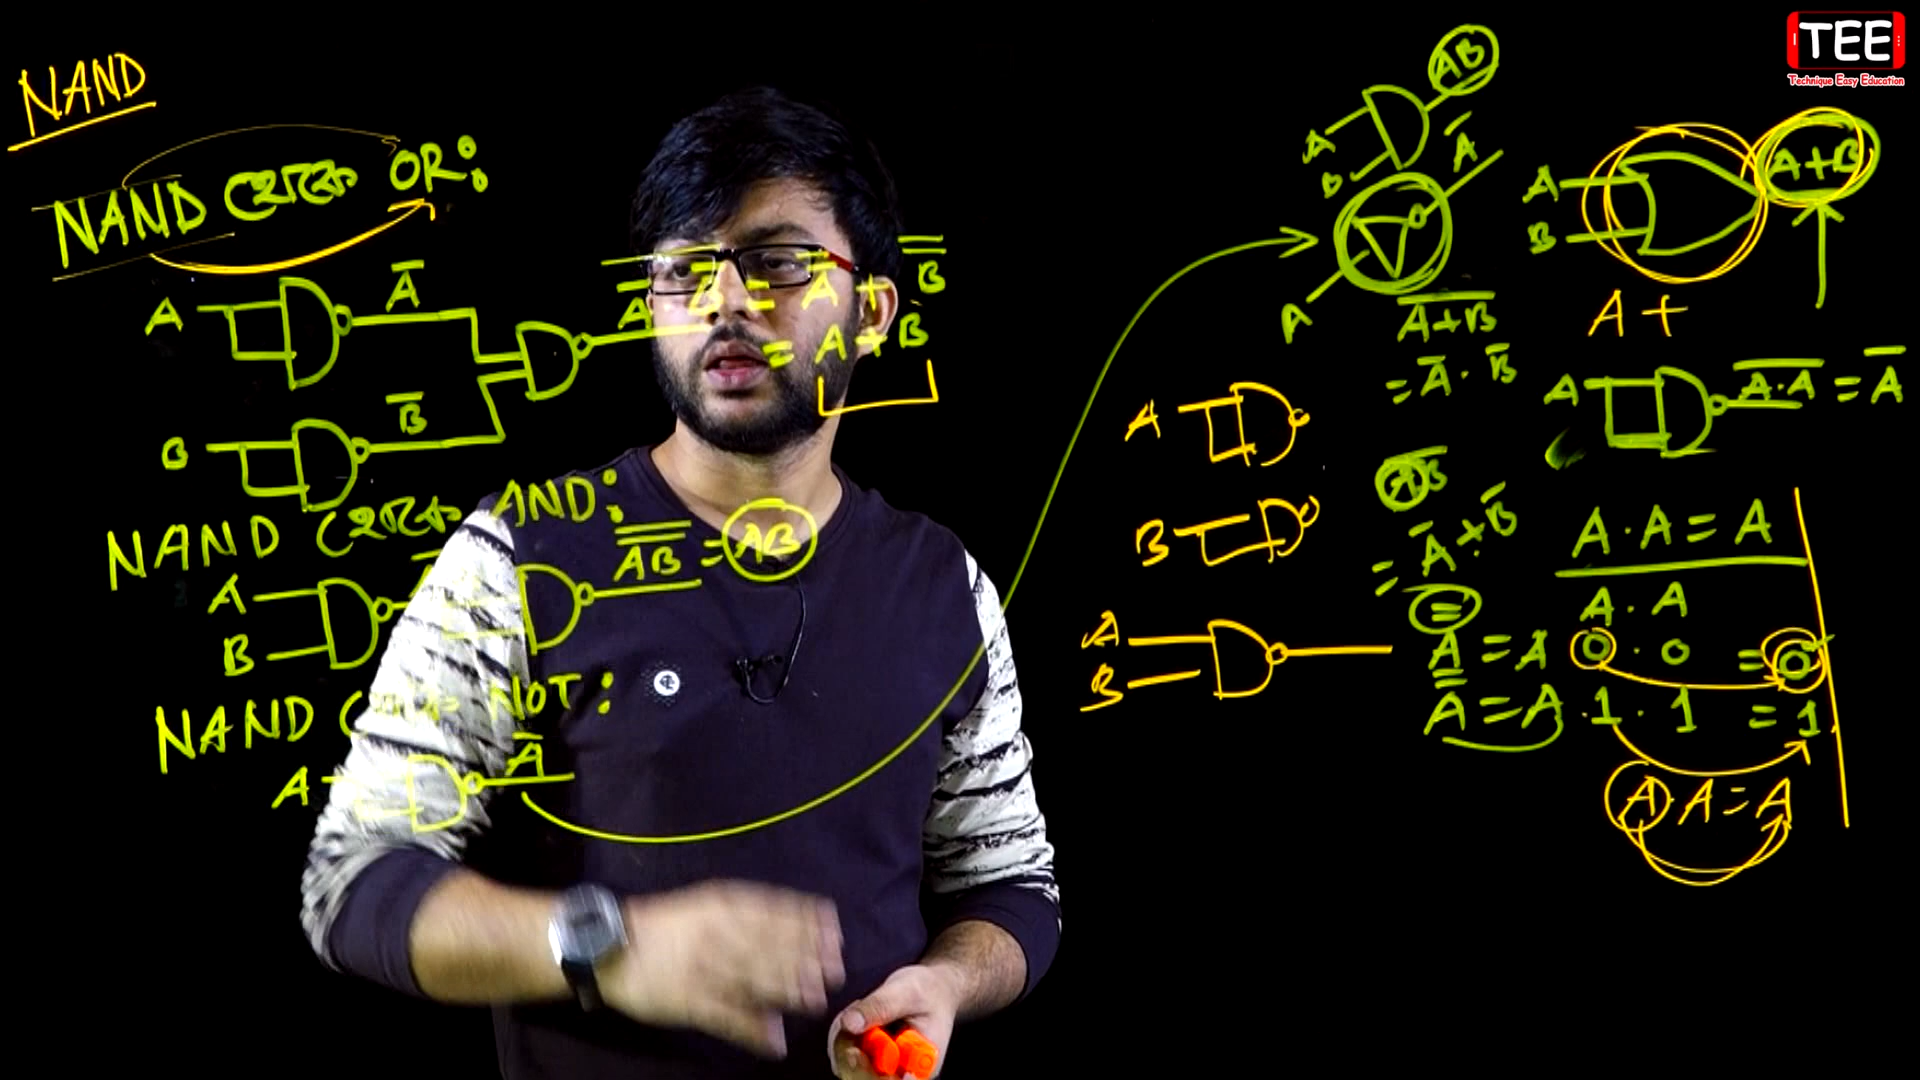 NAND
NAND থেকে OR:
A
A̅
B
B̅
= A̅̅ + B̅̅
= A + B
NAND থেকে AND:
A
B
A̅B̅̅ = AB
NAND NOT:
A
A̅
TEE
Technique Easy Education
AB
A
B
A̅
A
A̅+̅B̅
= A̅ · B̅
A̅B̅
= A̅ + B̅
=
A̅̅ = A
A̅̅ = A
A
B
A+B
A +
A
A̅·̅A̅ = A̅
A
B
A
B
A · A = A
A · A
0 · 0 = 0
1 · 1 = 1
A · A = A